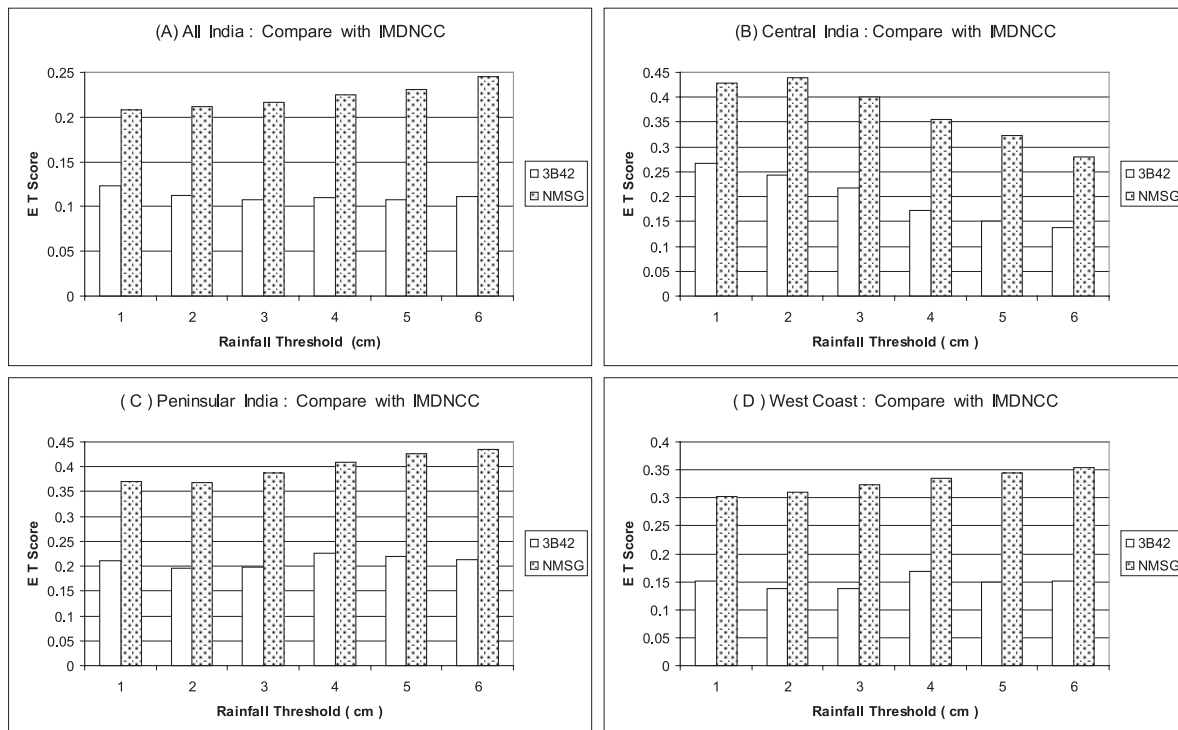 (A) All India : Compare with IMDNCC
0.25
0.2
0.15
0.1
0.05
0
E T Score
1 2 3 4 5 6
Rainfall Threshold (cm)
3B42
NMSG
(B) Central India : Compare with IMDNCC
0.45
0.4
0.35
0.3
0.25
0.2
0.15
0.1
0.05
0
E T Score
1 2 3 4 5 6
Rainfall Threshold ( cm )
3B42
NMSG
( C ) Peninsular India : Compare with IMDNCC
0.45
0.4
0.35
0.3
0.25
0.2
0.15
0.1
0.05
0
E T Score
1 2 3 4 5 6
Rainfall Threshold ( cm )
3B42
NMSG
( D ) West Coast : Compare with IMDNCC
0.4
0.35
0.3
0.25
0.2
0.15
0.1
0.05
0
E T Score
1 2 3 4 5 6
Rainfall Threshold ( cm )
3B42
NMSG